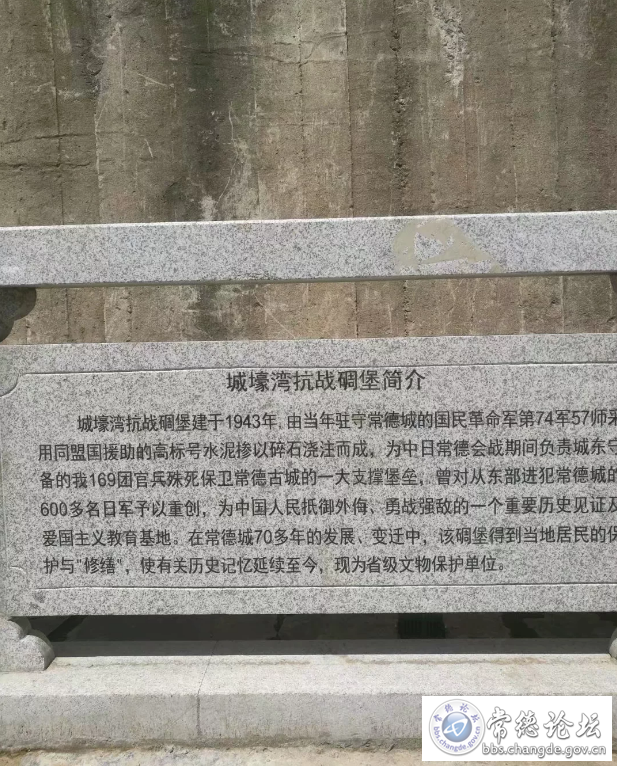 城壕湾抗战碉堡简介
城壕湾抗战碉堡建于1943年，由当年驻守常德城的国民革命军第74军57师采
用同盟国援助的高标号水泥掺以碎石浇注而成，为中日常德会战期间负责城东守
备的我169团官兵殊死保卫常德古城的一大支撑堡垒，曾对从东部进犯常德城的
600多名日军予以重创，为中国人民抵御外侮、勇战强敌的一个重要历史见证及
爱国主义教育基地。在常德城70多年的发展、变迁中，该碉堡得到当地居民的保
护与"修缮"，使有关历史记忆延续至今，现为省级文物保护单位。
常德论坛
bbs.changde.gov.cn